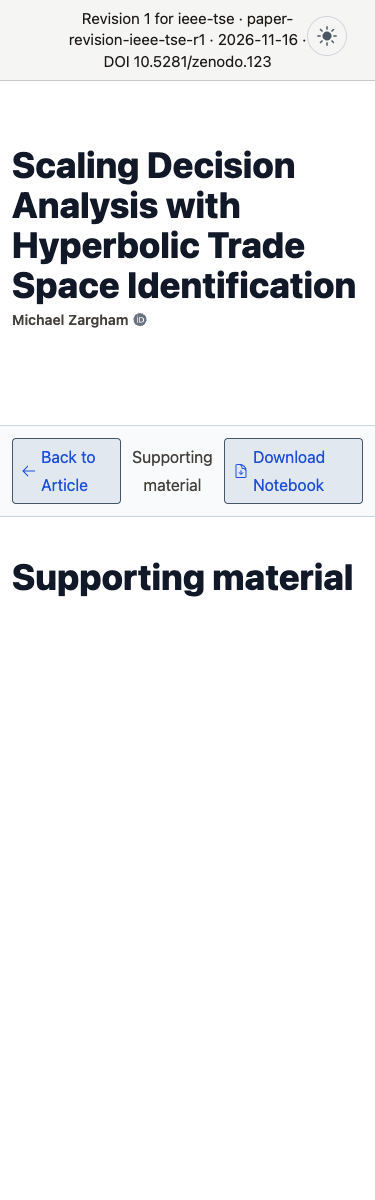 Revision 1 for ieee-tse · paper-
revision-ieee-tse-r1 · 2026-11-16 ·
DOI 10.5281/zenodo.123
Scaling Decision
Analysis with
Hyperbolic Trade
Space Identification
Michael Zargham iD
Back to
Article
Supporting
material
Download
Notebook
Supporting material